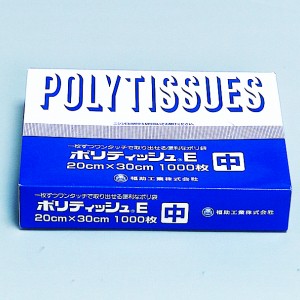 POLYTISSUES
一枚ずつワンタッチで取り出せる便利なポリ袋
ポリティッシュ®E 中
20cm×30cm 1000枚
福助工業株式会社
一枚ずつワンタッチで取り出せる便利なポリ袋
ポリティッシュ®E 中
20cm×30cm 1000枚
福助工業株式会社